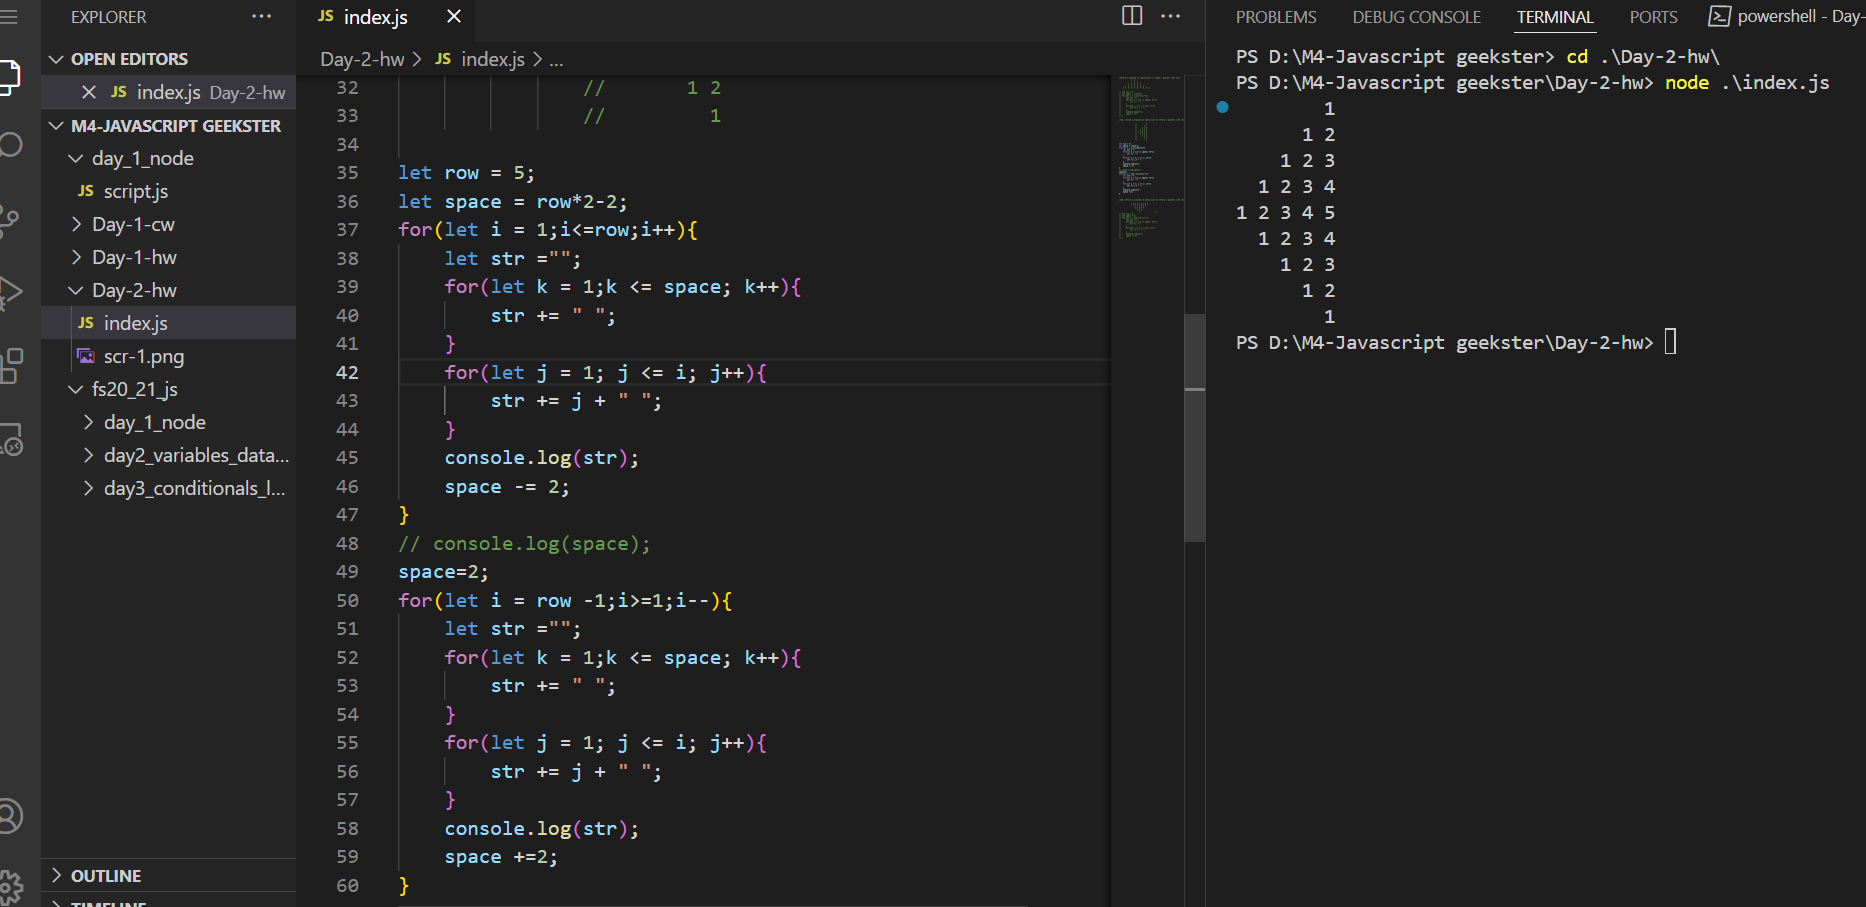 EXPLORER
OPEN EDITORS
JS index.js Day-2-hw
M4-JAVASCRIPT GEEKSTER
day_1_node
JS script.js
Day-1-cw
Day-1-hw
Day-2-hw
JS index.js
scr-1.png
fs20_21_js
day_1_node
day2_variables_data...
day3_conditionals_l...
OUTLINE
TIMELINE
JS index.js
Day-2-hw > JS index.js > ...
32 // 1 2
33 // 1
34
35 let row = 5;
36 let space = row*2-2;
37 for(let i = 1;i<=row;i++){
38 let str ="";
39 for(let k = 1;k <= space; k++){
40 str += " ";
41 }
42 for(let j = 1; j <= i; j++){
43 str += j + " ";
44 }
45 console.log(str);
46 space -= 2;
47 }
48 // console.log(space);
49 space=2;
50 for(let i = row -1;i>=1;i--){
51 let str ="";
52 for(let k = 1;k <= space; k++){
53 str += " ";
54 }
55 for(let j = 1; j <= i; j++){
56 str += j + " ";
57 }
58 console.log(str);
59 space +=2;
60 }
PROBLEMS DEBUG CONSOLE TERMINAL PORTS powershell - Day-
PS D:\M4-Javascript geekster> cd .\Day-2-hw\
PS D:\M4-Javascript geekster\Day-2-hw> node .\index.js
1
1 2
1 2 3
1 2 3 4
1 2 3 4 5
1 2 3 4
1 2 3
1 2
1
PS D:\M4-Javascript geekster\Day-2-hw>